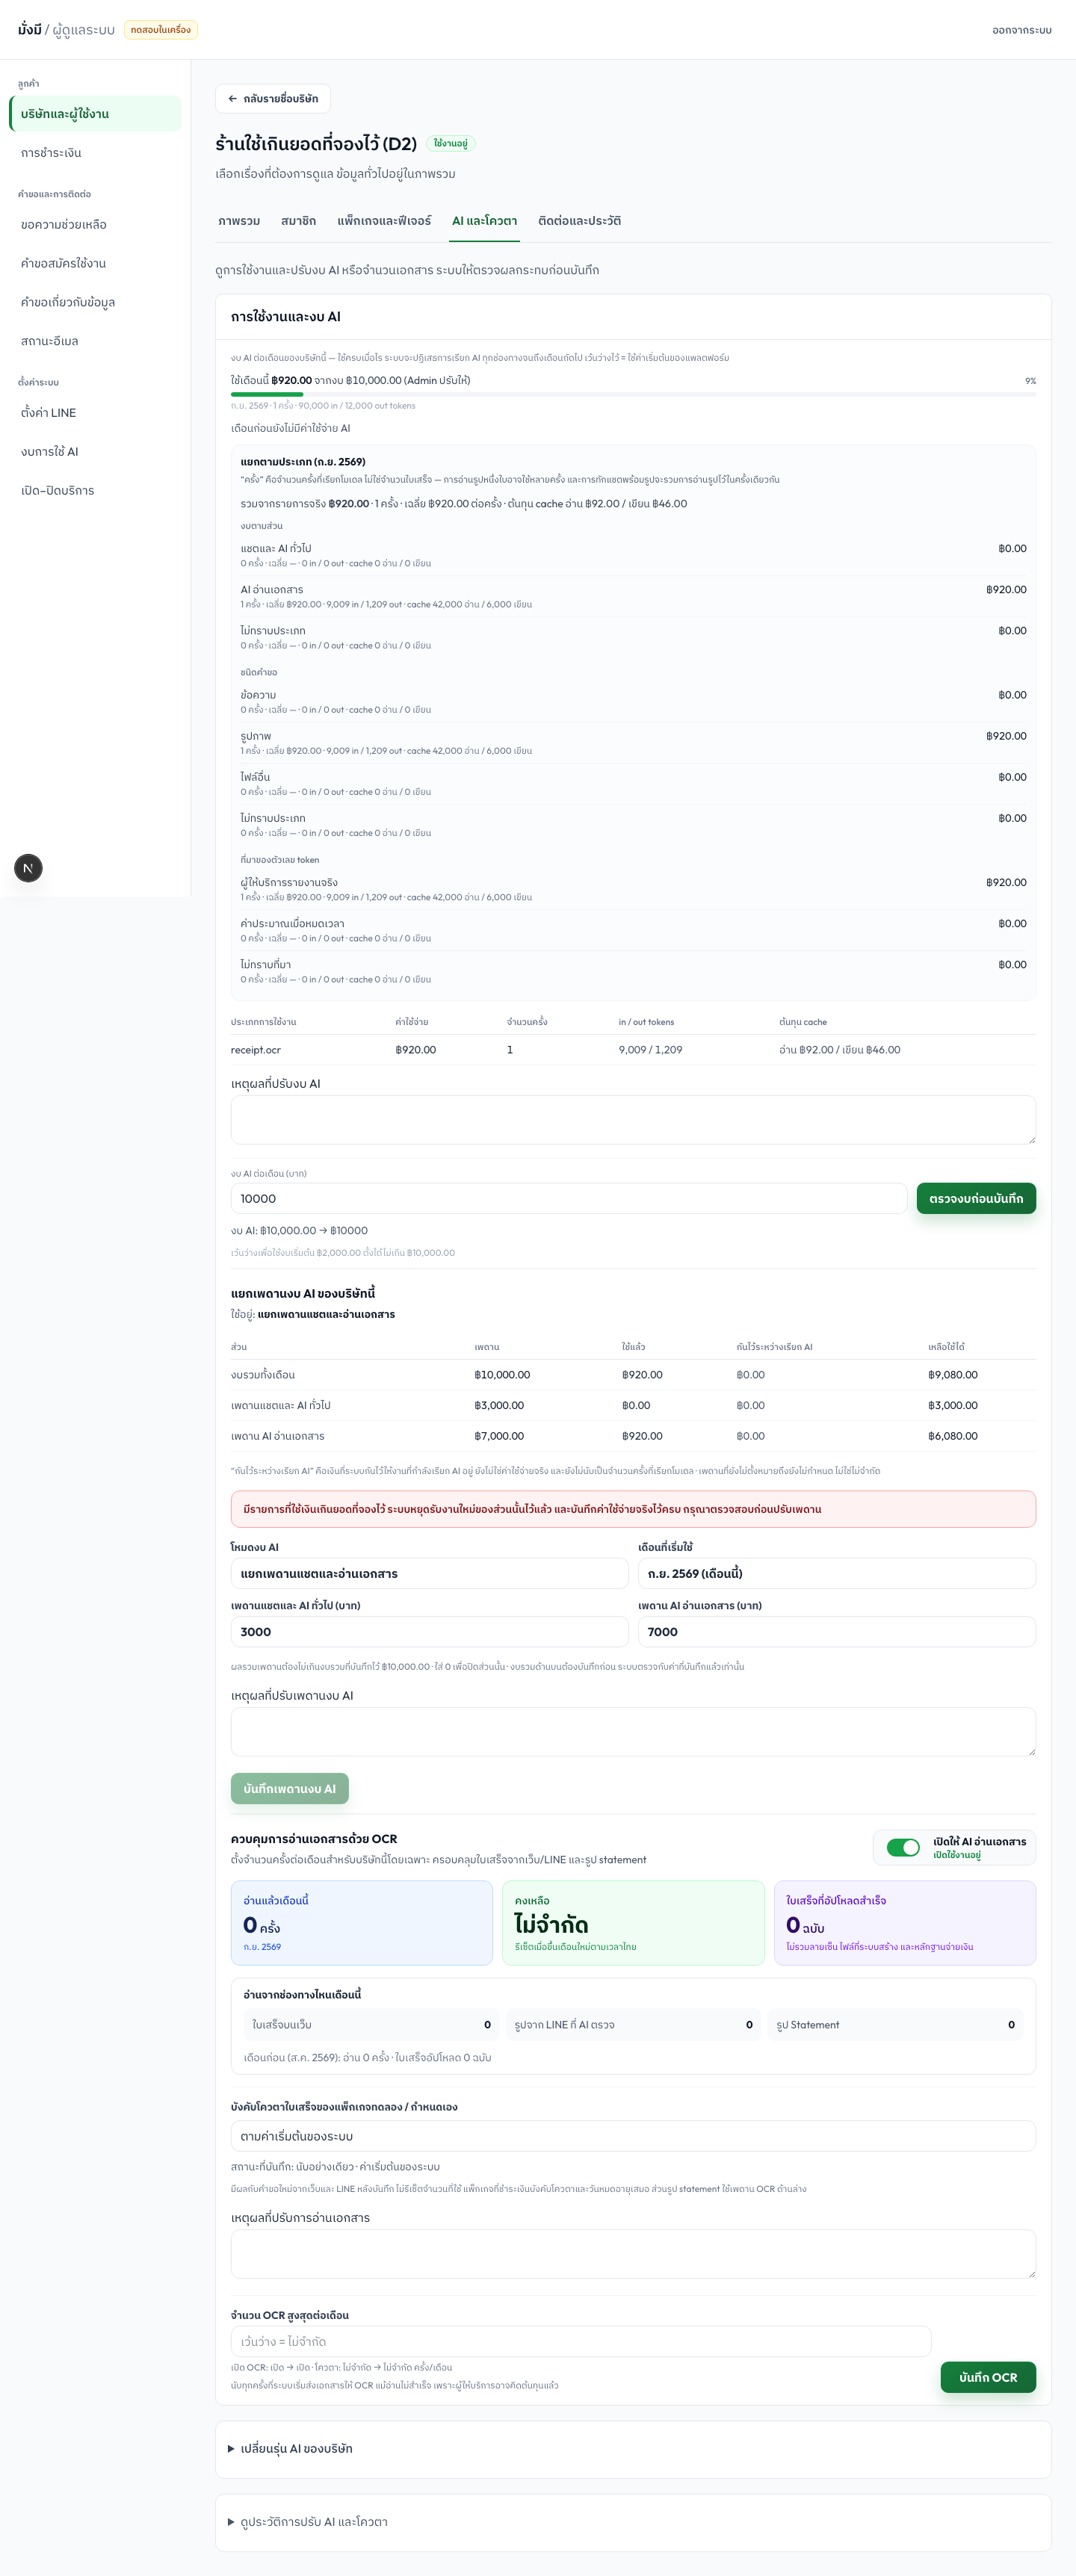 มั่งมี / ผู้ดูแลระบบ ทดสอบในเครื่อง
ออกจากระบบ
ลูกค้า
บริษัทและผู้ใช้งาน
การชำระเงิน
คำขอและการติดต่อ
ขอความช่วยเหลือ
คำขอสมัครใช้งาน
คำขอเกี่ยวกับข้อมูล
สถานะอีเมล
ตั้งค่าระบบ
ตั้งค่า LINE
งบการใช้ AI
เปิด–ปิดบริการ
N
← กลับรายชื่อบริษัท
ร้านใช้เกินยอดที่จองไว้ (D2) ใช้งานอยู่
เลือกเรื่องที่ต้องการดูแล ข้อมูลทั่วไปอยู่ในภาพรวม
ภาพรวม สมาชิก แพ็กเกจและฟีเจอร์ AI และโควตา ติดต่อและประวัติ
ดูการใช้งานและปรับงบ AI หรือจำนวนเอกสาร ระบบให้ตรวจผลกระทบก่อนบันทึก
การใช้งานและงบ AI
งบ AI ต่อเดือนของบริษัทนี้ — ใช้ครบเมื่อไร ระบบจะปฏิเสธการเรียก AI ทุกช่องทางจนถึงเดือนถัดไป เว้นว่างไว้ = ใช้ค่าเริ่มต้นของแพลตฟอร์ม
ใช้เดือนนี้ ฿920.00 จากงบ ฿10,000.00 (Admin ปรับให้) 9%
ก.ย. 2569 · 1 ครั้ง · 90,000 in / 12,000 out tokens
เดือนก่อนยังไม่มีค่าใช้จ่าย AI
แยกตามประเภท (ก.ย. 2569)
"ครั้ง" คือจำนวนครั้งที่เรียกโมเดล ไม่ใช่จำนวนใบเสร็จ — การอ่านรูปหนึ่งใบอาจใช้หลายครั้ง และการทักแชตพร้อมรูปจะรวมการอ่านรูปไว้ในครั้งเดียวกัน
รวมจากรายการจริง ฿920.00 · 1 ครั้ง · เฉลี่ย ฿920.00 ต่อครั้ง · ต้นทุน cache อ่าน ฿92.00 / เขียน ฿46.00
งบตามส่วน
แชตและ AI ทั่วไป ฿0.00
0 ครั้ง · เฉลี่ย — · 0 in / 0 out · cache 0 อ่าน / 0 เขียน
AI อ่านเอกสาร ฿920.00
1 ครั้ง · เฉลี่ย ฿920.00 · 9,009 in / 1,209 out · cache 42,000 อ่าน / 6,000 เขียน
ไม่ทราบประเภท ฿0.00
0 ครั้ง · เฉลี่ย — · 0 in / 0 out · cache 0 อ่าน / 0 เขียน
ชนิดคำขอ
ข้อความ ฿0.00
0 ครั้ง · เฉลี่ย — · 0 in / 0 out · cache 0 อ่าน / 0 เขียน
รูปภาพ ฿920.00
1 ครั้ง · เฉลี่ย ฿920.00 · 9,009 in / 1,209 out · cache 42,000 อ่าน / 6,000 เขียน
ไฟล์อื่น ฿0.00
0 ครั้ง · เฉลี่ย — · 0 in / 0 out · cache 0 อ่าน / 0 เขียน
ไม่ทราบประเภท ฿0.00
0 ครั้ง · เฉลี่ย — · 0 in / 0 out · cache 0 อ่าน / 0 เขียน
ที่มาของตัวเลข token
ผู้ให้บริการรายงานจริง ฿920.00
1 ครั้ง · เฉลี่ย ฿920.00 · 9,009 in / 1,209 out · cache 42,000 อ่าน / 6,000 เขียน
ค่าประมาณเมื่อหมดเวลา ฿0.00
0 ครั้ง · เฉลี่ย — · 0 in / 0 out · cache 0 อ่าน / 0 เขียน
ไม่ทราบที่มา ฿0.00
0 ครั้ง · เฉลี่ย — · 0 in / 0 out · cache 0 อ่าน / 0 เขียน
ประเภทการใช้งาน ค่าใช้จ่าย จำนวนครั้ง in / out tokens ต้นทุน cache
receipt.ocr ฿920.00 1 9,009 / 1,209 อ่าน ฿92.00 / เขียน ฿46.00
เหตุผลที่ปรับงบ AI
งบ AI ต่อเดือน (บาท)
10000 ตรวจงบก่อนบันทึก
งบ AI: ฿10,000.00 → ฿10000
เว้นว่างเพื่อใช้งบเริ่มต้น ฿2,000.00 ตั้งได้ไม่เกิน ฿10,000.00
แยกเพดานงบ AI ของบริษัทนี้
ใช้อยู่: แยกเพดานแชตและอ่านเอกสาร
ส่วน เพดาน ใช้แล้ว กันไว้ระหว่างเรียก AI เหลือใช้ได้
งบรวมทั้งเดือน ฿10,000.00 ฿920.00 ฿0.00 ฿9,080.00
เพดานแชตและ AI ทั่วไป ฿3,000.00 ฿0.00 ฿0.00 ฿3,000.00
เพดาน AI อ่านเอกสาร ฿7,000.00 ฿920.00 ฿0.00 ฿6,080.00
"กันไว้ระหว่างเรียก AI" คือเงินที่ระบบกันไว้ให้งานที่กำลังเรียก AI อยู่ ยังไม่ใช่ค่าใช้จ่ายจริง และยังไม่นับเป็นจำนวนครั้งที่เรียกโมเดล · เพดานที่ยังไม่ตั้งหมายถึงยังไม่กำหนด ไม่ใช่ไม่จำกัด
มีรายการที่ใช้เงินเกินยอดที่จองไว้ ระบบหยุดรับงานใหม่ของส่วนนั้นไว้แล้ว และบันทึกค่าใช้จ่ายจริงไว้ครบ กรุณาตรวจสอบก่อนปรับเพดาน
โหมดงบ AI เดือนที่เริ่มใช้
แยกเพดานแชตและอ่านเอกสาร ก.ย. 2569 (เดือนนี้)
เพดานแชตและ AI ทั่วไป (บาท) เพดาน AI อ่านเอกสาร (บาท)
3000 7000
ผลรวมเพดานต้องไม่เกินงบรวมที่บันทึกไว้ ฿10,000.00 · ใส่ 0 เพื่อปิดส่วนนั้น · งบรวมด้านบนต้องบันทึกก่อน ระบบตรวจกับค่าที่บันทึกแล้วเท่านั้น
เหตุผลที่ปรับเพดานงบ AI
บันทึกเพดานงบ AI
ควบคุมการอ่านเอกสารด้วย OCR
ตั้งจำนวนครั้งต่อเดือนสำหรับบริษัทนี้โดยเฉพาะ ครอบคลุมใบเสร็จจากเว็บ/LINE และรูป statement
เปิดให้ AI อ่านเอกสาร
เปิดใช้งานอยู่
อ่านแล้วเดือนนี้
0 ครั้ง
ก.ย. 2569
คงเหลือ
ไม่จำกัด
รีเซ็ตเมื่อขึ้นเดือนใหม่ตามเวลาไทย
ใบเสร็จที่อัปโหลดสำเร็จ
0 ฉบับ
ไม่รวมลายเซ็น ไฟล์ที่ระบบสร้าง และหลักฐานจ่ายเงิน
อ่านจากช่องทางไหนเดือนนี้
ใบเสร็จบนเว็บ 0
รูปจาก LINE ที่ AI ตรวจ 0
รูป Statement 0
เดือนก่อน (ส.ค. 2569): อ่าน 0 ครั้ง · ใบเสร็จอัปโหลด 0 ฉบับ
บังคับโควตาใบเสร็จของแพ็กเกจทดลอง / กำหนดเอง
ตามค่าเริ่มต้นของระบบ
สถานะที่บันทึก: นับอย่างเดียว · ค่าเริ่มต้นของระบบ
มีผลกับคำขอใหม่จากเว็บและ LINE หลังบันทึก ไม่รีเซ็ตจำนวนที่ใช้ แพ็กเกจที่ชำระเงินบังคับโควตาและวันหมดอายุเสมอ ส่วนรูป statement ใช้เพดาน OCR ด้านล่าง
เหตุผลที่ปรับการอ่านเอกสาร
จำนวน OCR สูงสุดต่อเดือน
เว้นว่าง = ไม่จำกัด
เปิด OCR: เปิด → เปิด · โควตา: ไม่จำกัด → ไม่จำกัด ครั้ง/เดือน
นับทุกครั้งที่ระบบเริ่มส่งเอกสารให้ OCR แม้อ่านไม่สำเร็จ เพราะผู้ให้บริการอาจคิดต้นทุนแล้ว
บันทึก OCR
▶ เปลี่ยนรุ่น AI ของบริษัท
▶ ดูประวัติการปรับ AI และโควตา